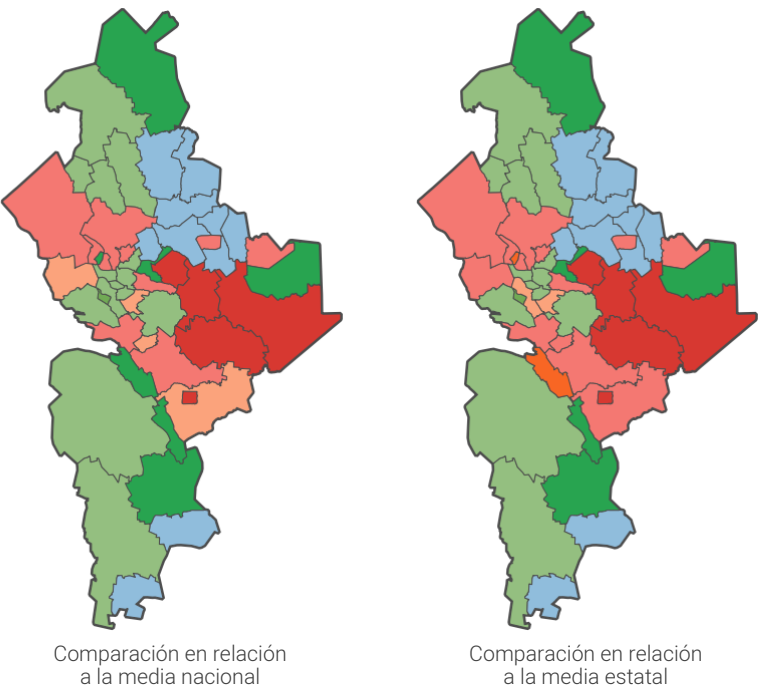 Comparación en relación
a la media nacional
Comparación en relación
a la media estatal